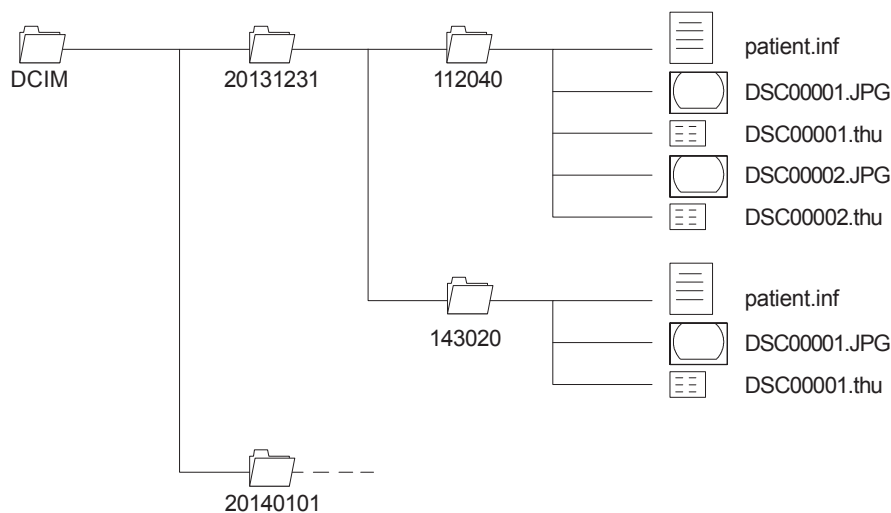 DCIM
20131231
112040
patient.inf
DSC00001.JPG
DSC00001.thu
DSC00002.JPG
DSC00002.thu
143020
patient.inf
DSC00001.JPG
DSC00001.thu
20140101